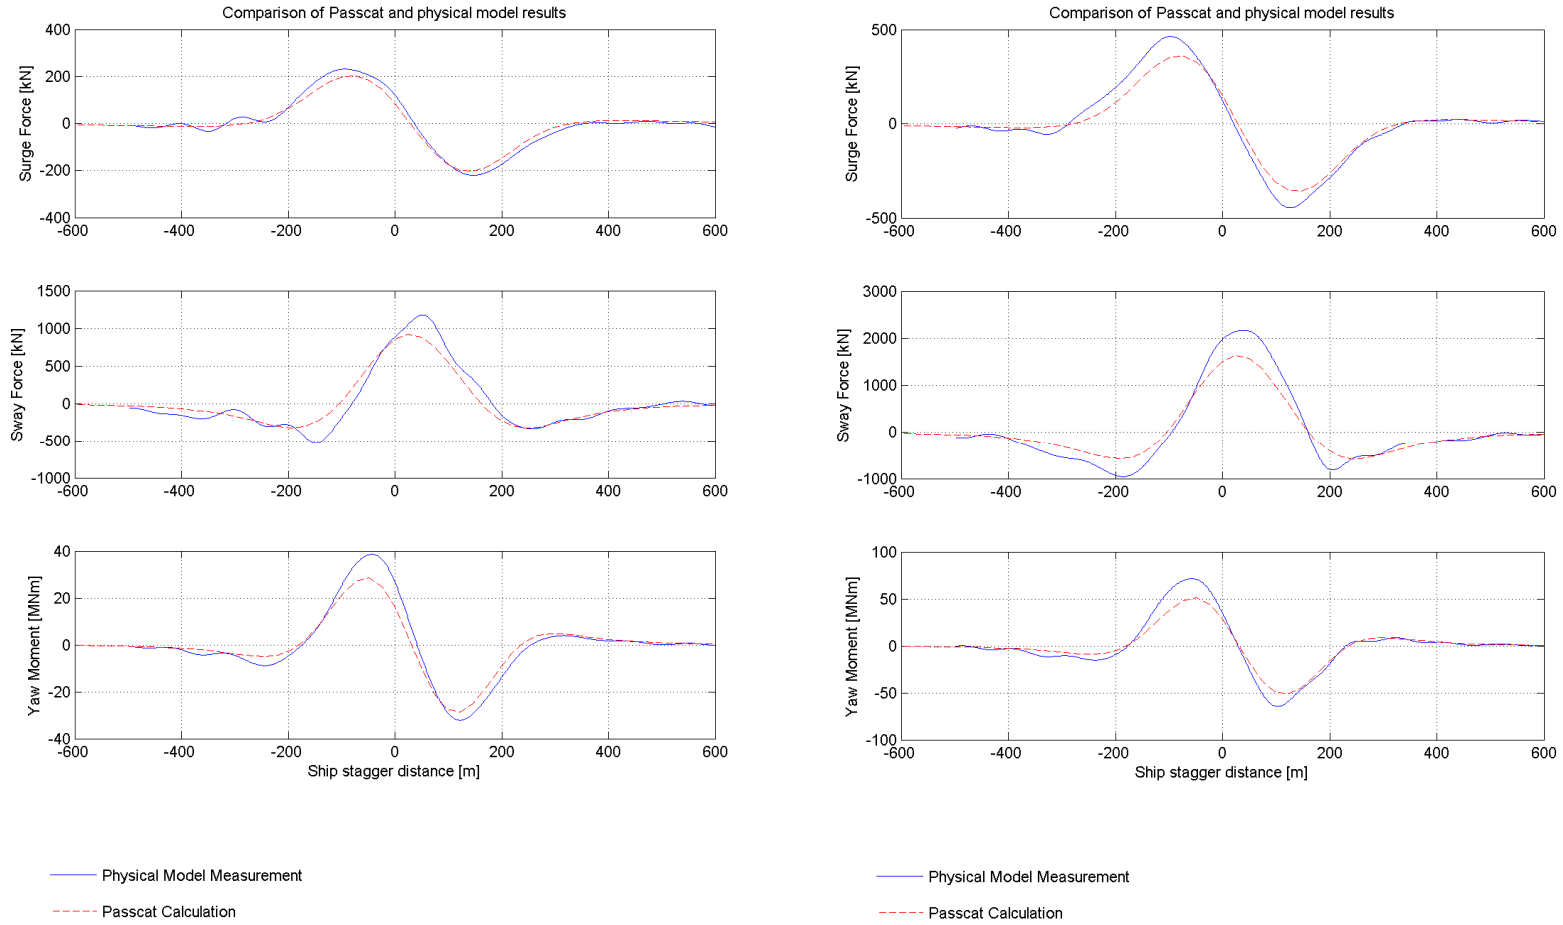 Comparison of Passcat and physical model results
400
200
0
-200
-400
Surge Force [kN]
-600 -400 -200 0 200 400 600
1500
1000
500
0
-500
-1000
Sway Force [kN]
-600 -400 -200 0 200 400 600
40
20
0
-20
-40
Yaw Moment [MNm]
-600 -400 -200 0 200 400 600
Ship stagger distance [m]
Physical Model Measurement
Passcat Calculation
Comparison of Passcat and physical model results
500
0
-500
Surge Force [kN]
-600 -400 -200 0 200 400 600
3000
2000
1000
0
-1000
Sway Force [kN]
-600 -400 -200 0 200 400 600
100
50
0
-50
-100
Yaw Moment [MNm]
-600 -400 -200 0 200 400 600
Ship stagger distance [m]
Physical Model Measurement
Passcat Calculation